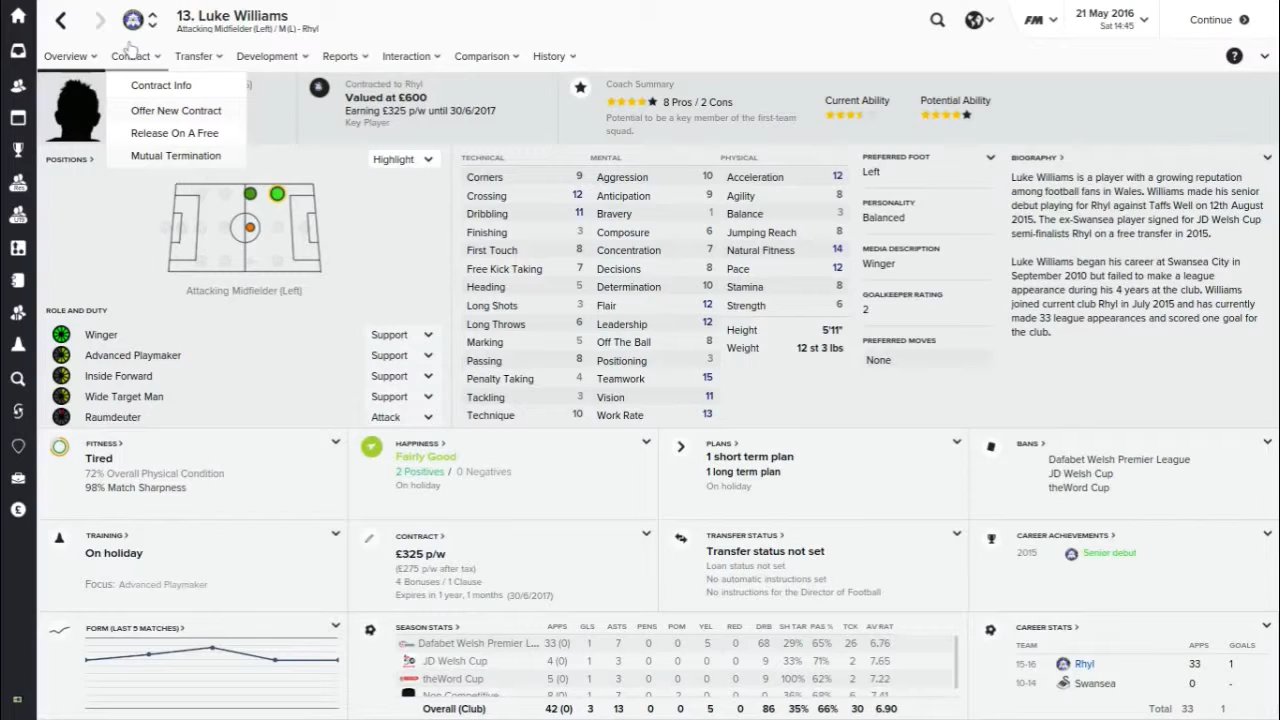 13. Luke Williams
Attacking Midfielder (Left) / M (L) - Rhyl
FM
21 May 2016
Sat 14:45
Continue
Overview
Contract
Transfer
Development
Reports
Interaction
Comparison
History
Contract Info
Offer New Contract
Release On A Free
Mutual Termination
Contracted to Rhyl
Valued at £600
Earning £325 p/w until 30/6/2017
Key Player
Coach Summary
8 Pros / 2 Cons
Potential to be a key member of the first-team
squad.
Current Ability
Potential Ability
POSITIONS >
Highlight
Attacking Midfielder (Left)
ROLE AND DUTY
Winger Support
Advanced Playmaker Support
Inside Forward Support
Wide Target Man Support
Raumdeuter Attack
TECHNICAL
Corners 9
Crossing 12
Dribbling 11
Finishing 3
First Touch 8
Free Kick Taking 7
Heading 5
Long Shots 3
Long Throws 6
Marking 5
Passing 8
Penalty Taking 4
Tackling 3
Technique 10
MENTAL
Aggression 10
Anticipation 9
Bravery 1
Composure 6
Concentration 7
Decisions 8
Determination 10
Flair 12
Leadership 12
Off The Ball 8
Positioning 3
Teamwork 15
Vision 11
Work Rate 13
PHYSICAL
Acceleration 12
Agility 8
Balance 3
Jumping Reach 8
Natural Fitness 14
Pace 12
Stamina 8
Strength 6
Height 5'11"
Weight 12 st 3 lbs
PREFERRED FOOT
Left
PERSONALITY
Balanced
MEDIA DESCRIPTION
Winger
GOALKEEPER RATING
2
PREFERRED MOVES
None
BIOGRAPHY >
Luke Williams is a player with a growing reputation
among football fans in Wales. Williams made his senior
debut playing for Rhyl against Taffs Well on 12th August
2015. The ex-Swansea player signed for JD Welsh Cup
semi-finalists Rhyl on a free transfer in 2015.
Luke Williams began his career at Swansea City in
September 2010 but failed to make a league
appearance during his 4 years at the club. Williams
joined current club Rhyl in July 2015 and has currently
made 33 league appearances and scored one goal for
the club.
FITNESS >
Tired
72% Overall Physical Condition
98% Match Sharpness
HAPPINESS >
Fairly Good
2 Positives / 0 Negatives
On holiday
PLANS >
1 short term plan
1 long term plan
On holiday
BANS >
Dafabet Welsh Premier League
JD Welsh Cup
theWord Cup
TRAINING >
On holiday
Focus: Advanced Playmaker
CONTRACT >
£325 p/w
(£275 p/w after tax)
4 Bonuses / 1 Clause
Expires in 1 year, 1 months (30/6/2017)
TRANSFER STATUS >
Transfer status not set
Loan status not set
No automatic instructions set
No instructions for the Director of Football
CAREER ACHIEVEMENTS >
2015 Senior debut
FORM (LAST 5 MATCHES) >
SEASON STATS > APPS GLS ASTS PENS POM YEL RED DRB SH TAR PAS % TCK AV RAT
Dafabet Welsh Premier L... 33 (0) 1 7 0 0 5 0 68 29% 65% 26 6.76
JD Welsh Cup 4 (0) 1 3 0 0 0 0 9 33% 71% 2 7.65
theWord Cup 5 (0) 1 3 0 0 0 0 9 100% 62% 2 7.22
Non Competitive
Overall (Club) 42 (0) 3 13 0 0 5 0 86 35% 66% 30 6.90
CAREER STATS >
TEAM APPS GOALS
15-16 Rhyl 33 1
10-14 Swansea 0 -
Total 33 1